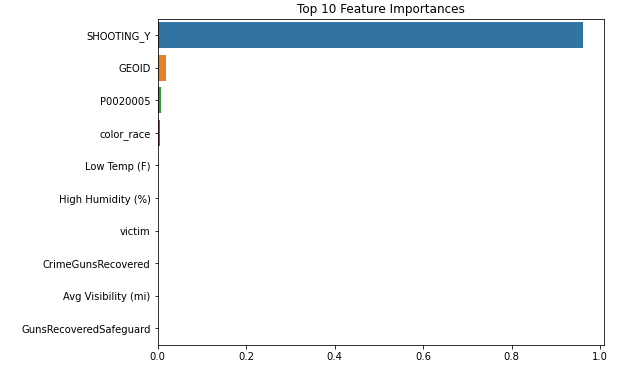 Top 10 Feature Importances
SHOOTING_Y
GEOID
P0020005
color_race
Low Temp (F)
High Humidity (%)
victim
CrimeGunsRecovered
Avg Visibility (mi)
GunsRecoveredSafeguard
0.0 0.2 0.4 0.6 0.8 1.0